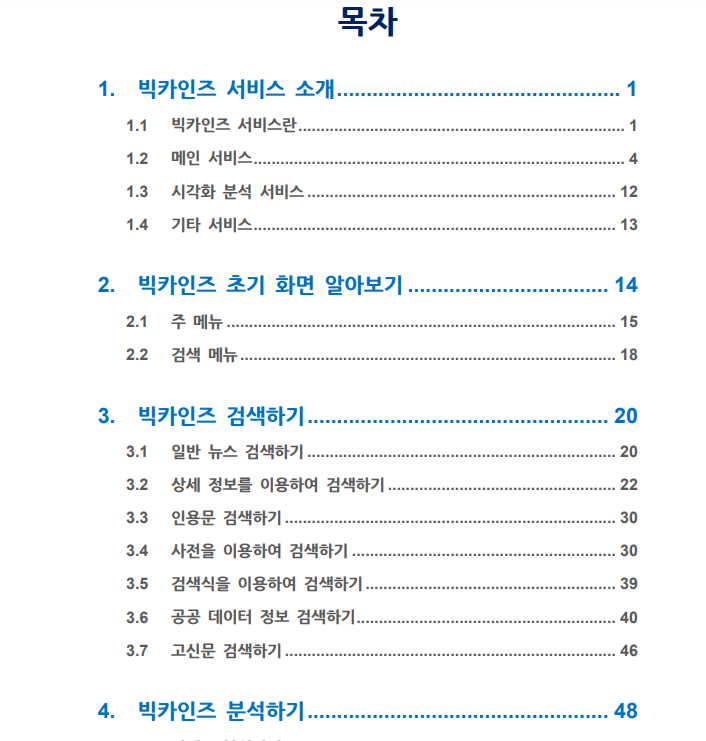 목차
1. 빅카인즈 서비스 소개................................................ 1
1.1 빅카인즈 서비스란......................................................................... 1
1.2 메인 서비스................................................................................... 4
1.3 시각화 분석 서비스..................................................................... 12
1.4 기타 서비스................................................................................. 13
2. 빅카인즈 초기 화면 알아보기.................................. 14
2.1 주 메뉴....................................................................................... 15
2.2 검색 메뉴.................................................................................... 18
3. 빅카인즈 검색하기................................................... 20
3.1 일반 뉴스 검색하기..................................................................... 20
3.2 상세 정보를 이용하여 검색하기................................................... 22
3.3 인용문 검색하기.......................................................................... 30
3.4 사전을 이용하여 검색하기........................................................... 30
3.5 검색식을 이용하여 검색하기........................................................ 39
3.6 공공 데이터 정보 검색하기.......................................................... 40
3.7 고신문 검색하기.......................................................................... 46
4. 빅카인즈 분석하기................................................... 48